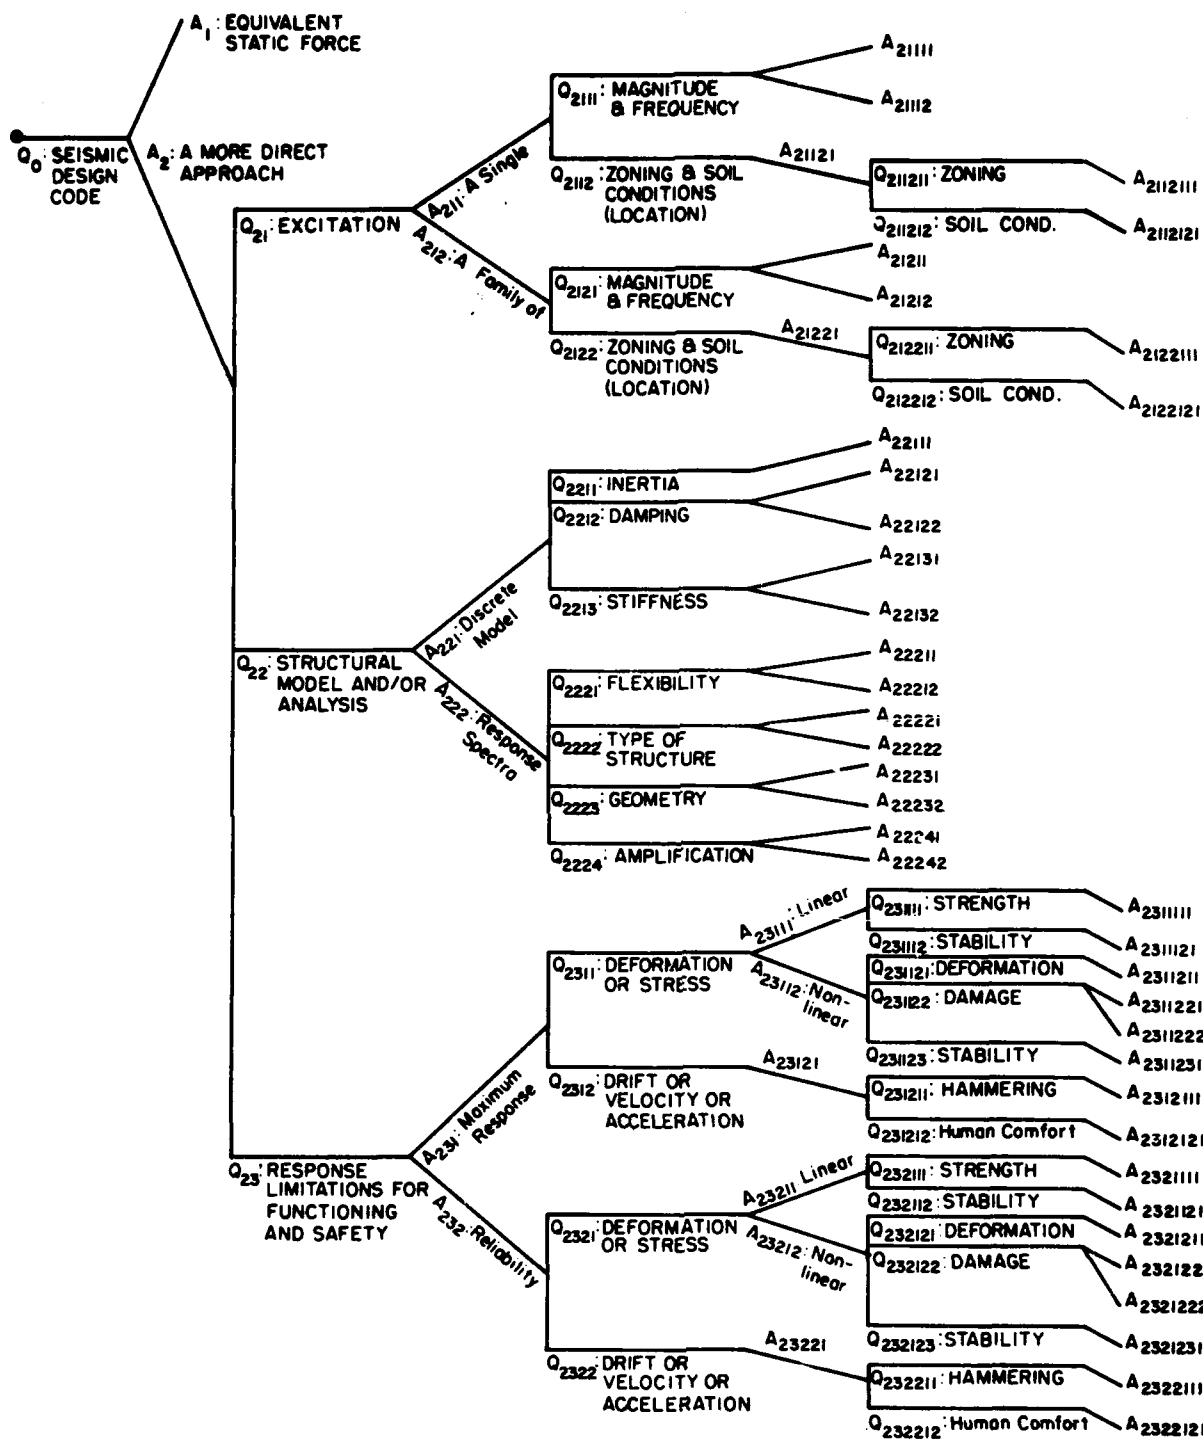 A1: EQUIVALENT
STATIC FORCE
Q0: SEISMIC
DESIGN
CODE
A2: A MORE DIRECT
APPROACH
Q21: EXCITATION
A211: A Single
A212: A Family of
Q2111: MAGNITUDE
& FREQUENCY
A21111
A21112
Q2112: ZONING & SOIL
CONDITIONS
(LOCATION)
A21121
Q211211: ZONING
A2112111
Q211212: SOIL COND.
A2112121
Q2121: MAGNITUDE
& FREQUENCY
A21211
A21212
Q2122: ZONING & SOIL
CONDITIONS
(LOCATION)
A21221
Q212211: ZONING
A2122111
Q212212: SOIL COND.
A2122121
Q22: STRUCTURAL
MODEL AND/OR
ANALYSIS
A221: Discrete
Model
A222: Response
Spectra
Q2211: INERTIA
A22111
Q2212: DAMPING
A22121
A22122
Q2213: STIFFNESS
A22131
A22132
Q2221: FLEXIBILITY
A22211
A22212
Q2222: TYPE OF
STRUCTURE
A22221
A22222
Q2223: GEOMETRY
A22231
A22232
Q2224: AMPLIFICATION
A22241
A22242
Q23: RESPONSE
LIMITATIONS FOR
FUNCTIONING
AND SAFETY
A231: Maximum
Response
A232: Reliability
Q2311: DEFORMATION
OR STRESS
A23111: Linear
A23112: Non-
linear
Q231111: STRENGTH
A2311111
Q231112: STABILITY
A2311121
Q231121: DEFORMATION
A2311211
Q231122: DAMAGE
A2311221
A2311222
Q231123: STABILITY
A2311231
Q2312: DRIFT OR
VELOCITY OR
ACCELERATION
A23121
Q231211: HAMMERING
A2312111
Q231212: Human Comfort
A2312121
Q2321: DEFORMATION
OR STRESS
A23211: Linear
A23212: Non-
linear
Q232111: STRENGTH
A2321111
Q232112: STABILITY
A2321121
Q232121: DEFORMATION
A2321211
Q232122: DAMAGE
A232122
A2321222
Q232123: STABILITY
A2321231
Q2322: DRIFT OR
VELOCITY OR
ACCELERATION
A23221
Q232211: HAMMERING
A2322111
Q232212: Human Comfort
A2322121